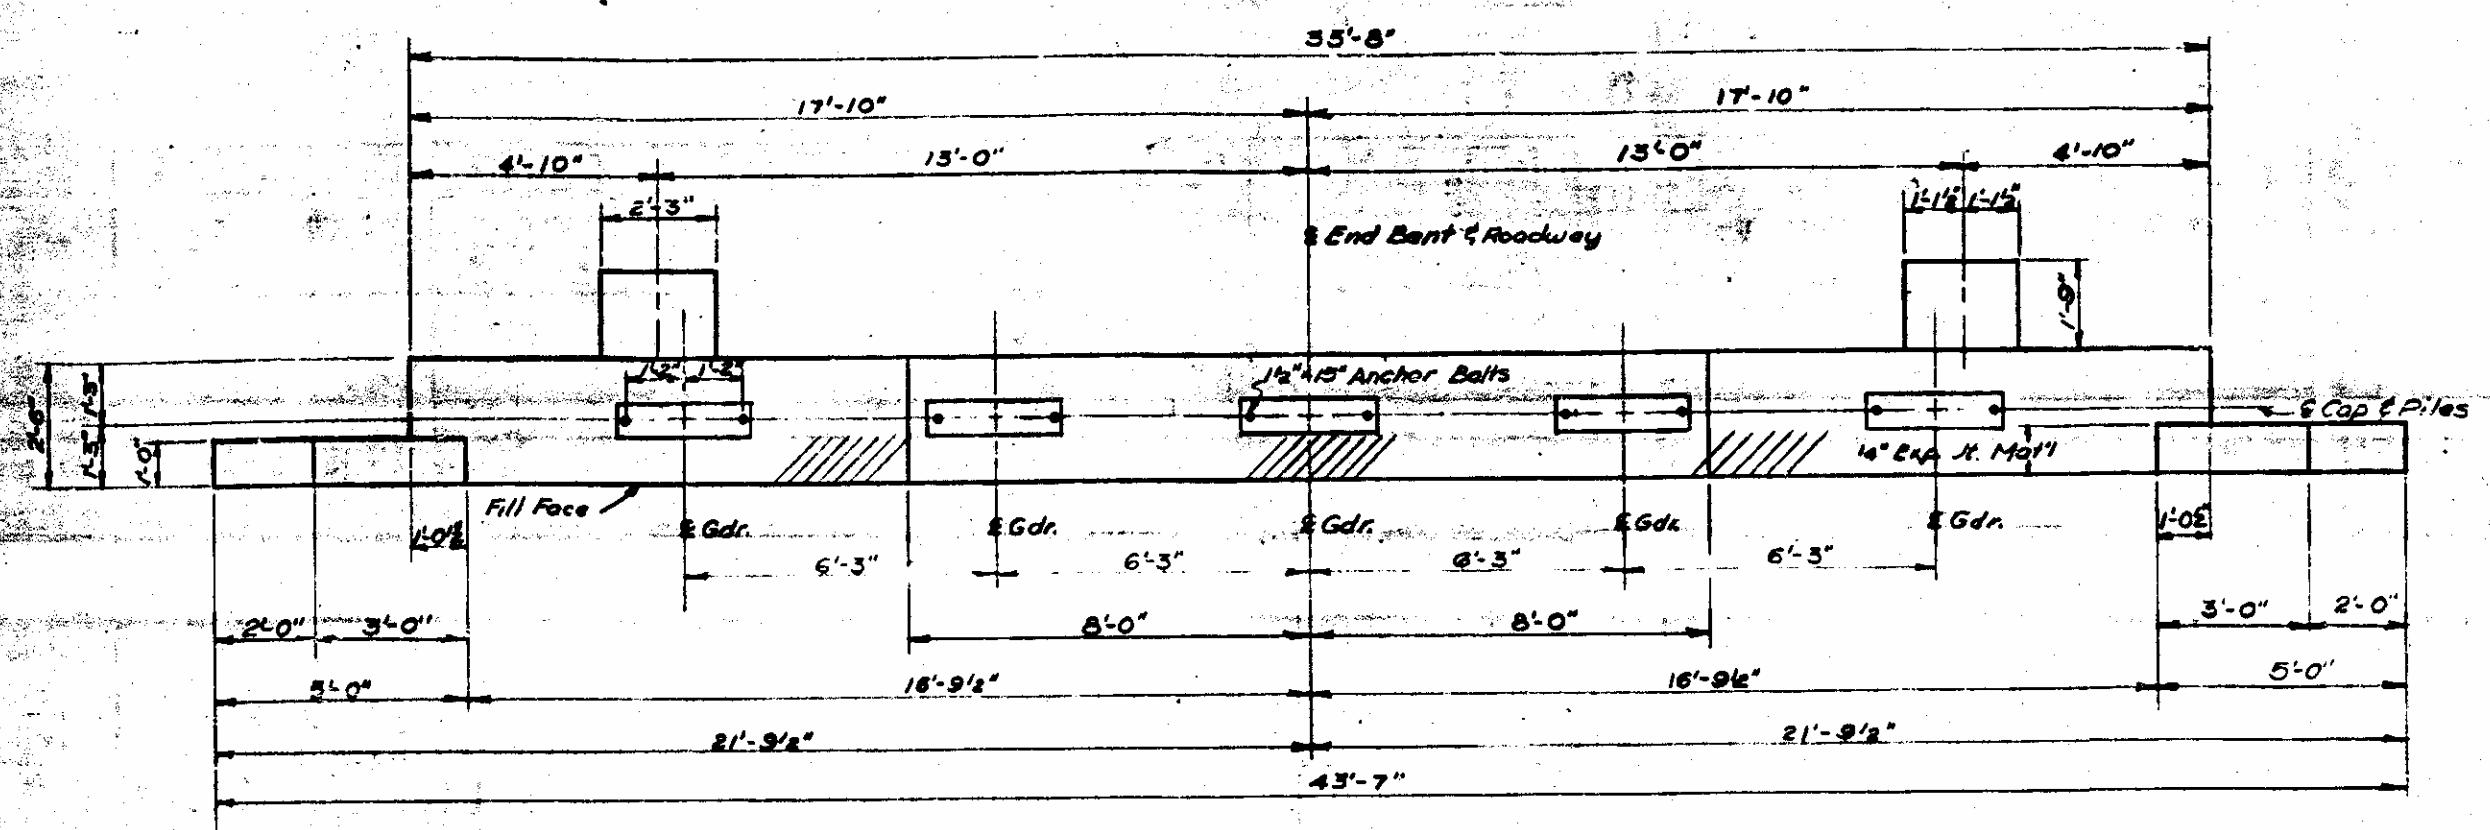 35'-8"
17'-10" 17'-10"
4'-10" 13'-0" 13'-0" 4'-10"
2'-3" 1'-1½" 1'-1½"
℄ End Bent ℄ Roadway
1'-9"
1'-2" 1'-2" 1½"x15" Anchor Bolts
2'-6" 1'-3" 1'-3" 1'-0"
℄ Cap ℄ Piles
¼" Exp. Jt. Mat'l
Fill Face
1'-0½" ℄ Gdr. ℄ Gdr. ℄ Gdr. ℄ Gdr. ℄ Gdr. 1'-0½"
6'-3" 6'-3" 6'-3" 6'-3"
2'-0" 3'-0" 8'-0" 8'-0" 3'-0" 2'-0"
5'-0" 16'-9½" 16'-9½" 5'-0"
21'-9½" 21'-9½"
43'-7"